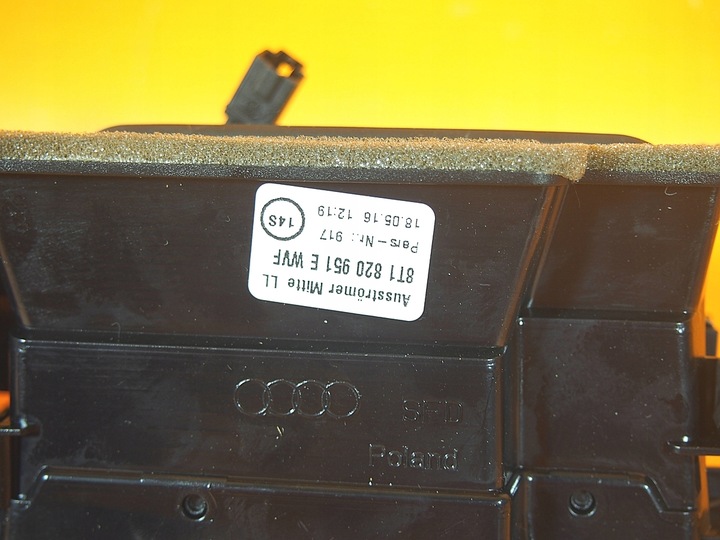 Ausströmer Mitte LL
8T1 820 951 E WVF
Pers-Nr.: 917
18.05.16 12:19
14S
Poland